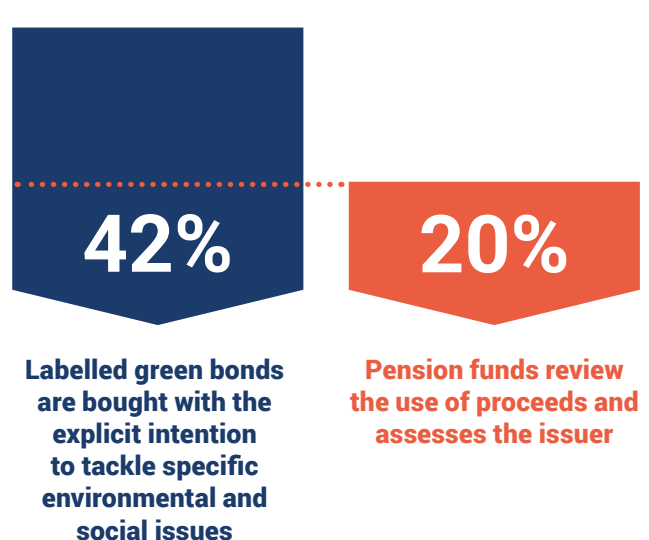 42%
Labelled green bonds
are bought with the
explicit intention
to tackle specific
environmental and
social issues
20%
Pension funds review
the use of proceeds and
assesses the issuer